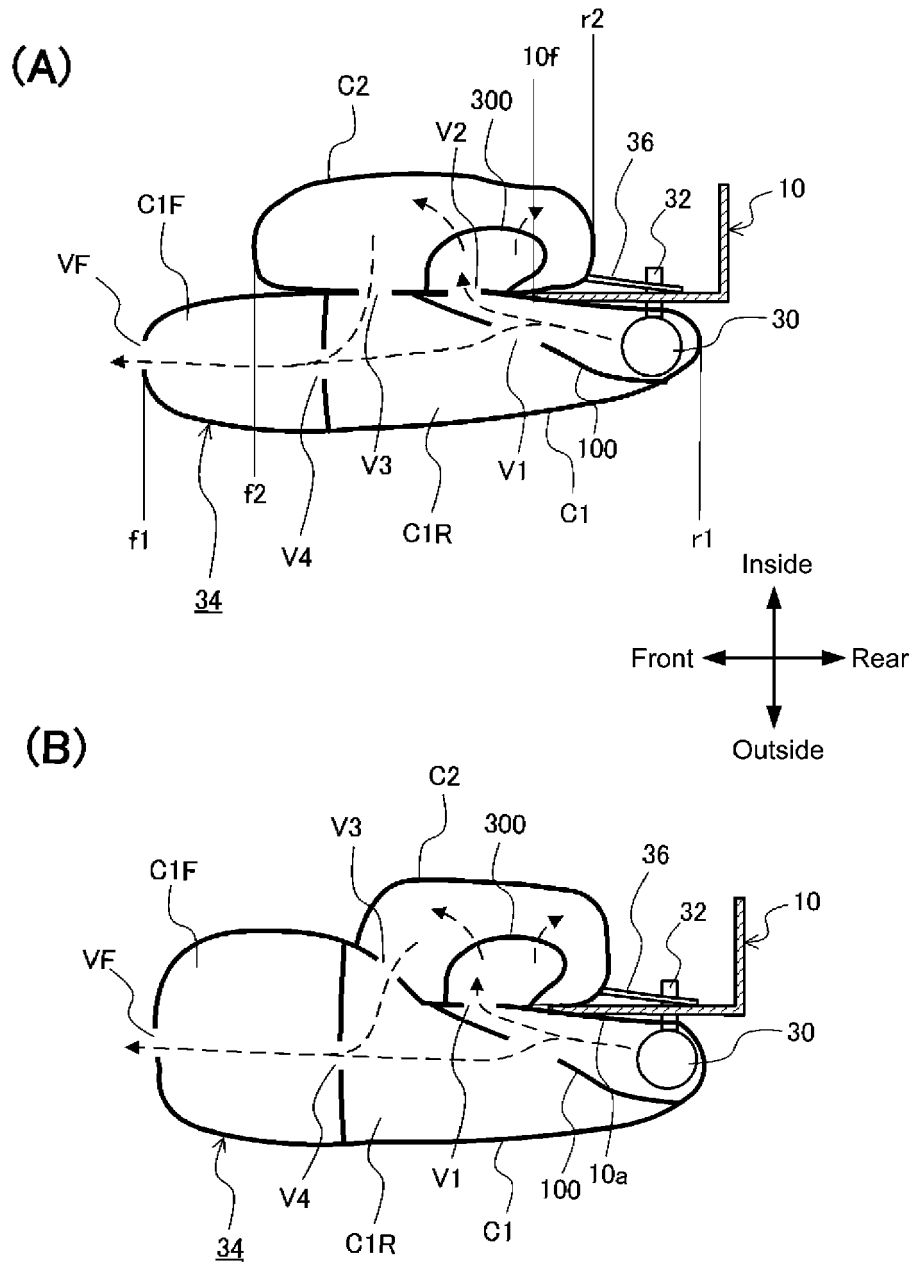 (A)
r2
10f
C2
300
V2
36
32
10
C1F
VF
30
100
V3
V1
f2
C1R
C1
V4
f1
r1
34
Inside
Front
Rear
Outside
(B)
C2
V3
300
C1F
36
32
10
VF
30
V4
V1
100
10a
34
C1R
C1